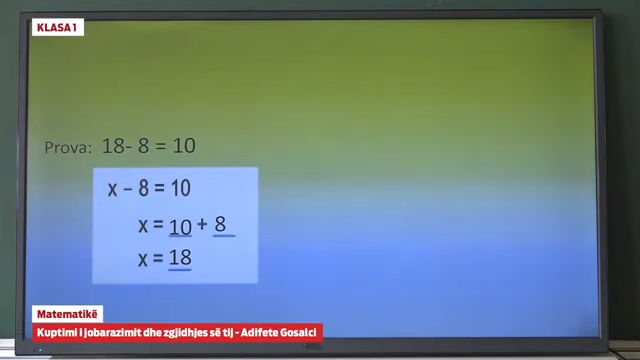 KLASA 1
Prova: 18- 8 = 10
x – 8 = 10
x = 10 + 8
x = 18
Matematikë
Kuptimi i jobarazimit dhe zgjidhjes së tij - Adifete Gosalci